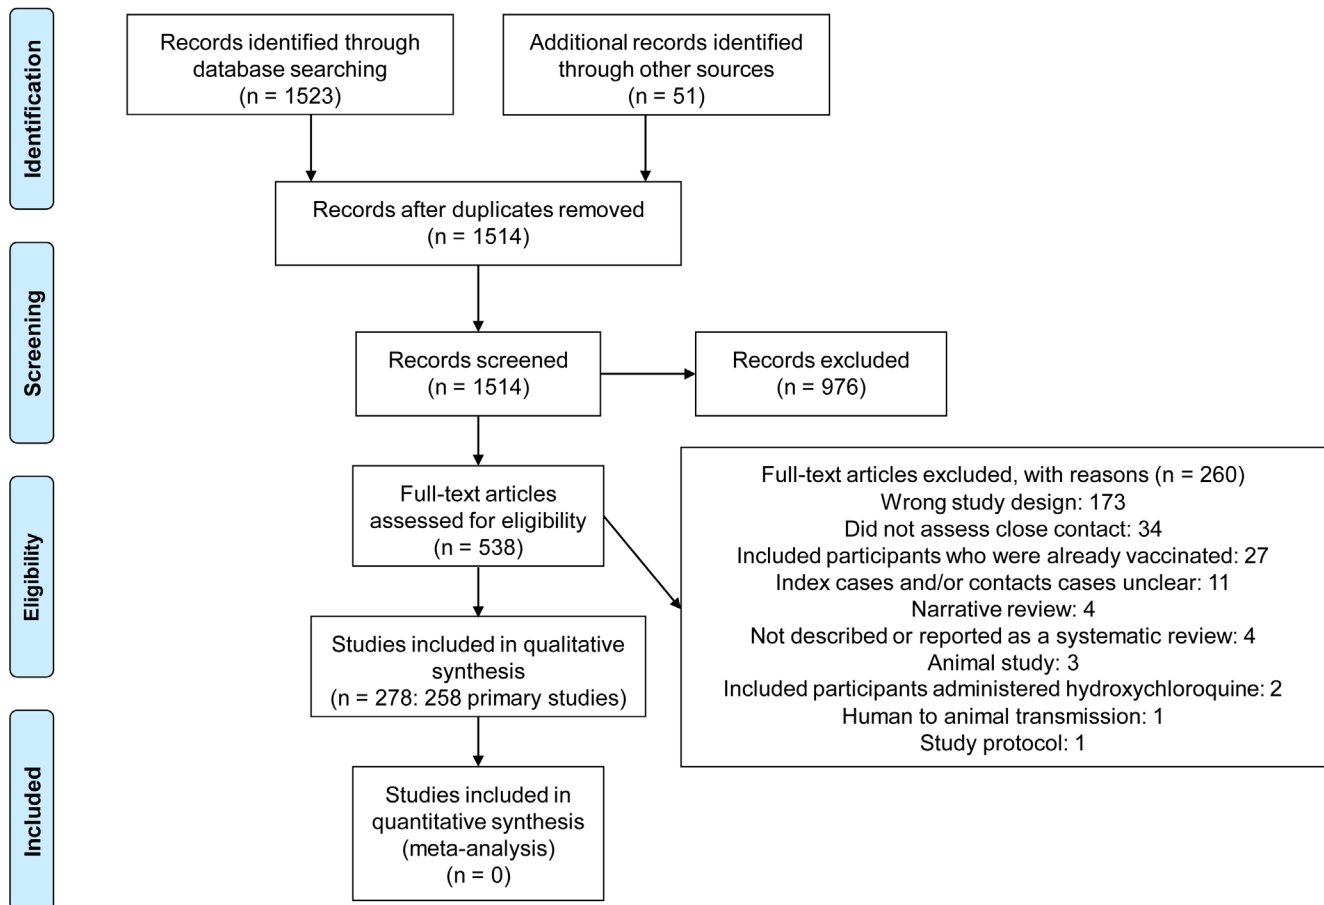 Identification
Records identified through
database searching
(n = 1523)
Additional records identified
through other sources
(n = 51)
Records after duplicates removed
(n = 1514)
Screening
Records screened
(n = 1514)
Records excluded
(n = 976)
Eligibility
Full-text articles
assessed for eligibility
(n = 538)
Full-text articles excluded, with reasons (n = 260)
Wrong study design: 173
Did not assess close contact: 34
Included participants who were already vaccinated: 27
Index cases and/or contacts cases unclear: 11
Narrative review: 4
Not described or reported as a systematic review: 4
Animal study: 3
Included participants administered hydroxychloroquine: 2
Human to animal transmission: 1
Study protocol: 1
Studies included in qualitative
synthesis
(n = 278: 258 primary studies)
Included
Studies included in
quantitative synthesis
(meta-analysis)
(n = 0)